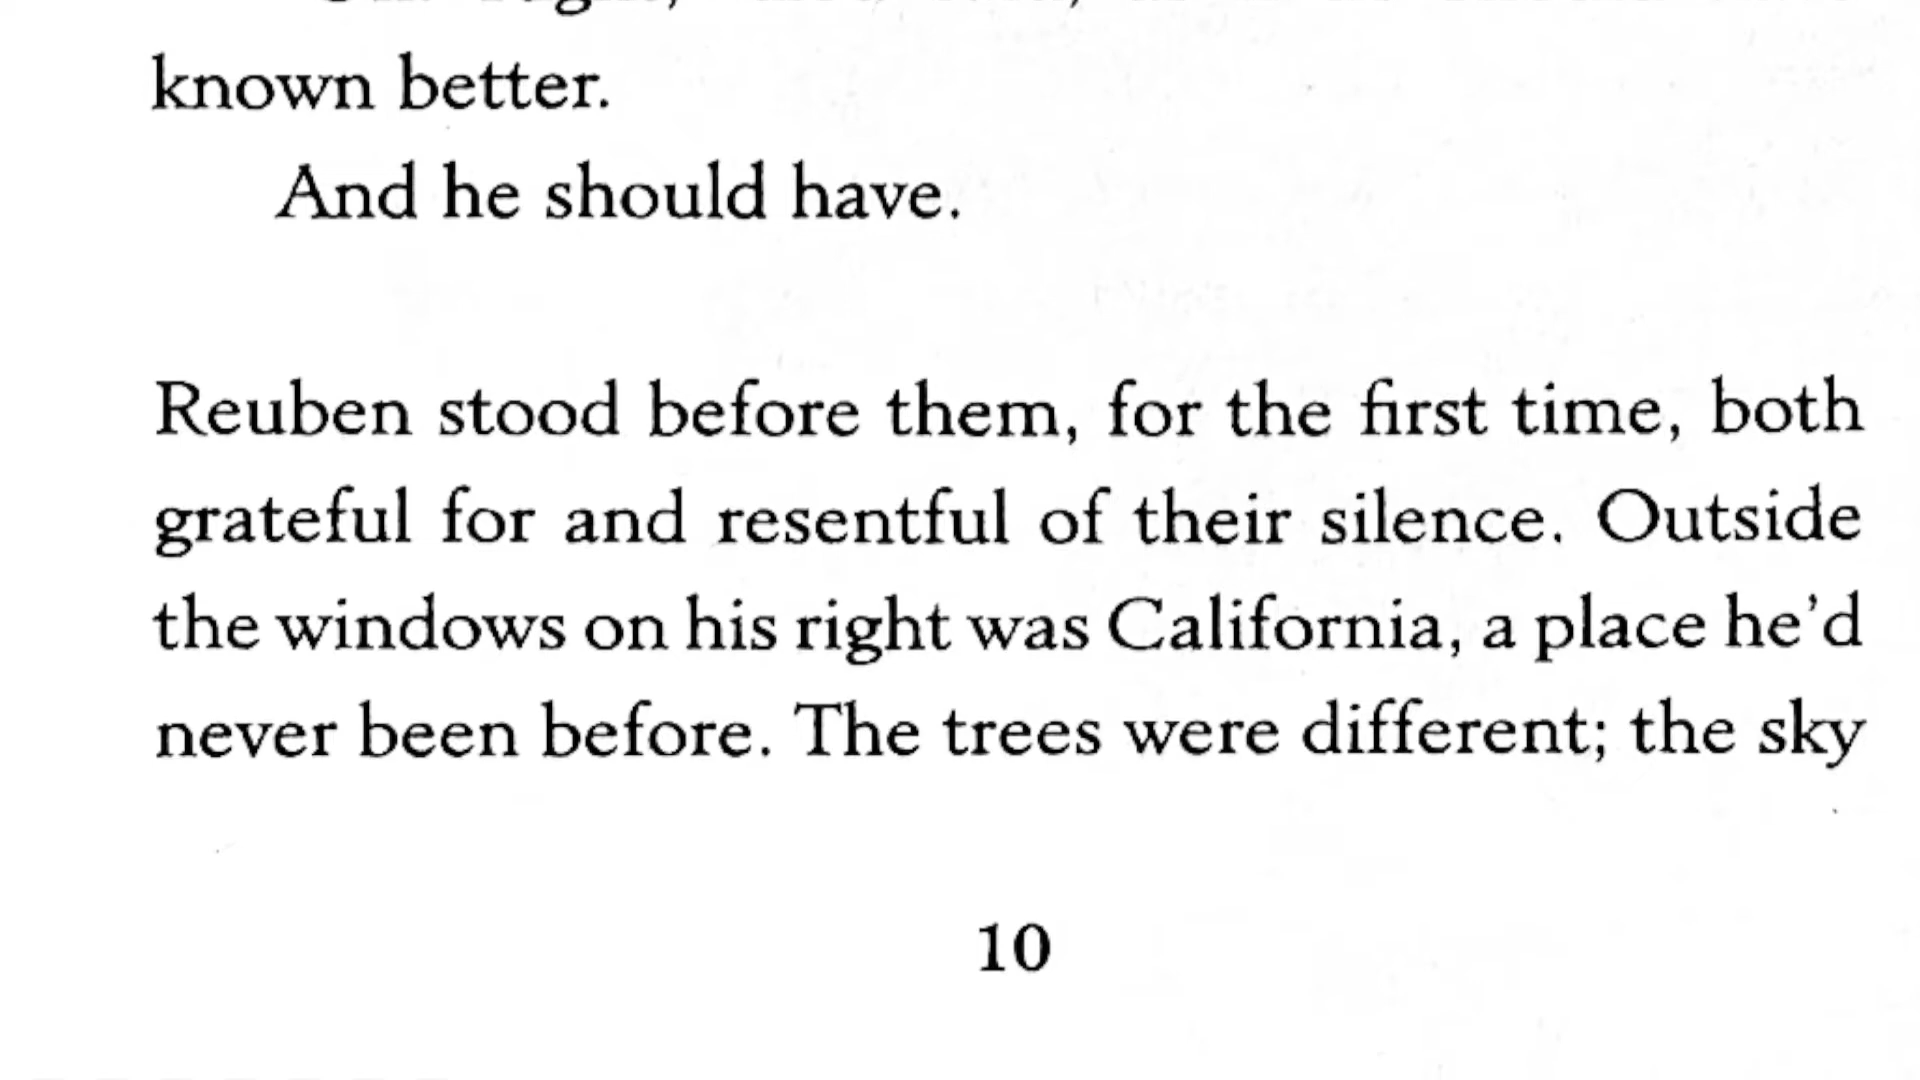 known better.
And he should have.
Reuben stood before them, for the first time, both
grateful for and resentful of their silence. Outside
the windows on his right was California, a place he’d
never been before. The trees were different; the sky
10